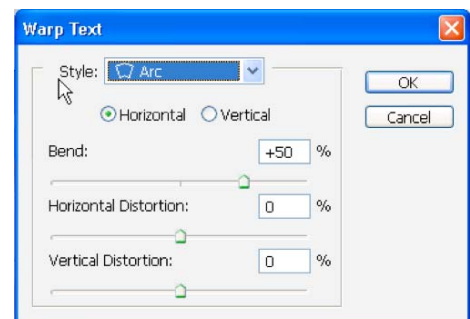 Warp Text
Style: Arc
OK
Horizontal Vertical
Cancel
Bend: +50 %
Horizontal Distortion: 0 %
Vertical Distortion: 0 %